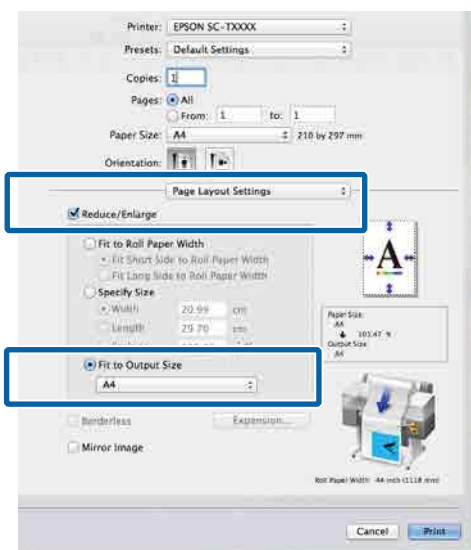 Printer: EPSON SC-TXXXX
Presets: Default Settings
Copies: 1
Pages: All
From: 1 to: 1
Paper Size: A4 210 by 297 mm
Orientation:
Page Layout Settings
Reduce/Enlarge
Fit to Roll Paper Width
Fit Short Side to Roll Paper Width
Fit Long Side to Roll Paper Width
Specify Size
Width 20.99 cm
Length 29.70 cm
Fit to Output Size
A4
Borderless Expansion...
Mirror Image
A
Paper Size:
A4
103.47 %
Output Size
A4
Roll Paper Width: 44 inch (1118 mm)
Cancel Print